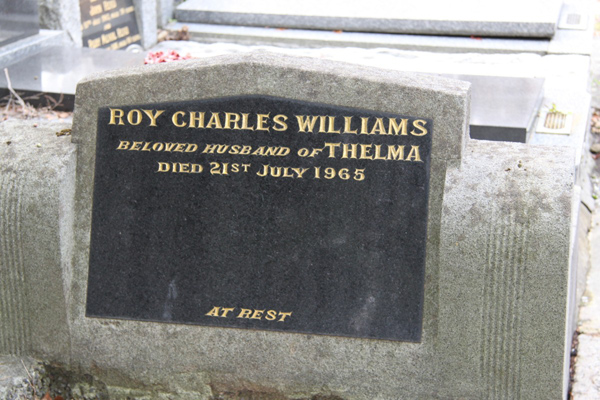 ROY CHARLES WILLIAMS
BELOVED HUSBAND OF THELMA
DIED 21ST JULY 1965
AT REST